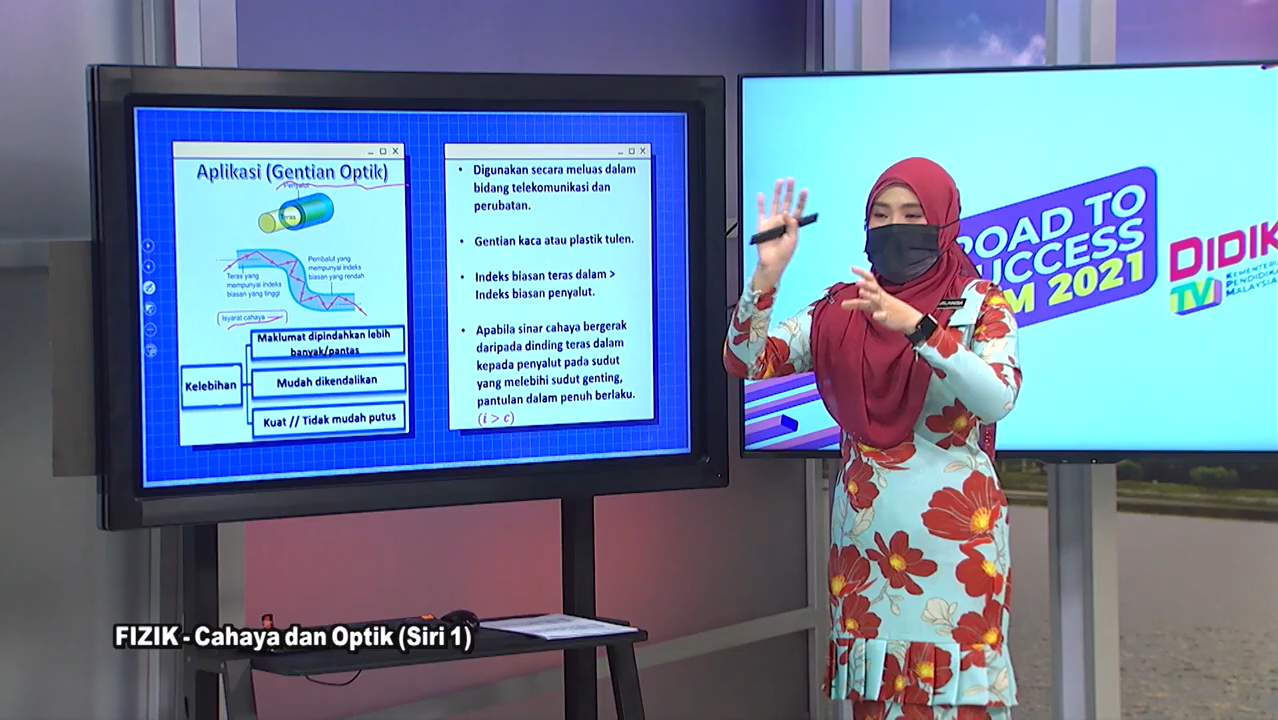 Aplikasi (Gentian Optik)
Penyalut
Teras
Teras yang
mempunyai indeks
biasan yang tinggi
Pembalut yang
mempunyai indeks
biasan yang rendah
Isyarat cahaya
Kelebihan
Maklumat dipindahkan lebih
banyak/pantas
Mudah dikendalikan
Kuat // Tidak mudah putus
• Digunakan secara meluas dalam
bidang telekomunikasi dan
perubatan.
• Gentian kaca atau plastik tulen.
• Indeks biasan teras dalam >
Indeks biasan penyalut.
• Apabila sinar cahaya bergerak
daripada dinding teras dalam
kepada penyalut pada sudut
yang melebihi sudut genting,
pantulan dalam penuh berlaku.
(i > c)
ROAD TO
SUCCESS
M 2021
DIDIK
TV
KEMENTERI
PENDIDIKA
MALAYSIA
FIZIK - Cahaya dan Optik (Siri 1)